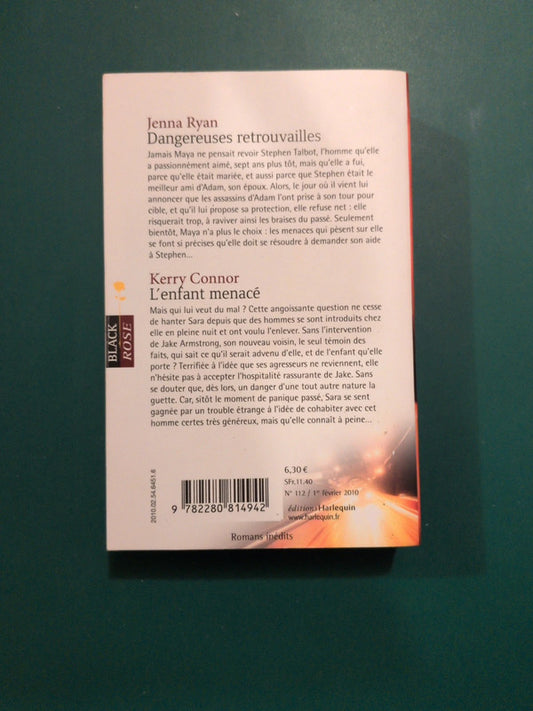 Jenna Ryan
Dangereuses retrouvailles
Jamais Maya ne pensait revoir Stephen Talbot, l'homme qu'elle
a passionnément aimé, sept ans plus tôt, mais qu'elle a fui,
parce qu'elle était mariée, et aussi parce que Stephen était le
meilleur ami d'Adam, son époux. Alors, le jour où il vient lui
annoncer que les assassins d'Adam l'ont prise à son tour pour
cible, et qu'il lui propose sa protection, elle refuse net : elle
risquerait trop, à raviver ainsi les braises du passé. Seulement
bientôt, Maya n'a plus le choix : les menaces qui pèsent sur elle
se font si précises qu'elle doit se résoudre à demander son aide
à Stephen...
Kerry Connor
L'enfant menacé
Mais qui lui veut du mal ? Cette angoissante question ne cesse
de hanter Sara depuis que des hommes se sont introduits chez
elle en pleine nuit et ont voulu l'enlever. Sans l'intervention
de Jake Armstrong, son nouveau voisin, le seul témoin des
faits, qui sait ce qu'il serait advenu d'elle, et de l'enfant qu'elle
porte ? Terrifiée à l'idée que ses agresseurs ne reviennent, elle
n'hésite pas à accepter l'hospitalité rassurante de Jake. Sans
se douter que, dès lors, un danger d'une tout autre nature la
guette. Car, sitôt le moment de panique passé, Sara se sent
gagnée par un trouble étrange à l'idée de cohabiter avec cet
homme certes très généreux, mais qu'elle connaît à peine...
BLACK
ROSE
2010.02.54.6451.6
9 782280 814942
6,30 €
SFr.11.40
N° 112 / 1er février 2010
éditions Harlequin
www.harlequin.fr
Romans inédits